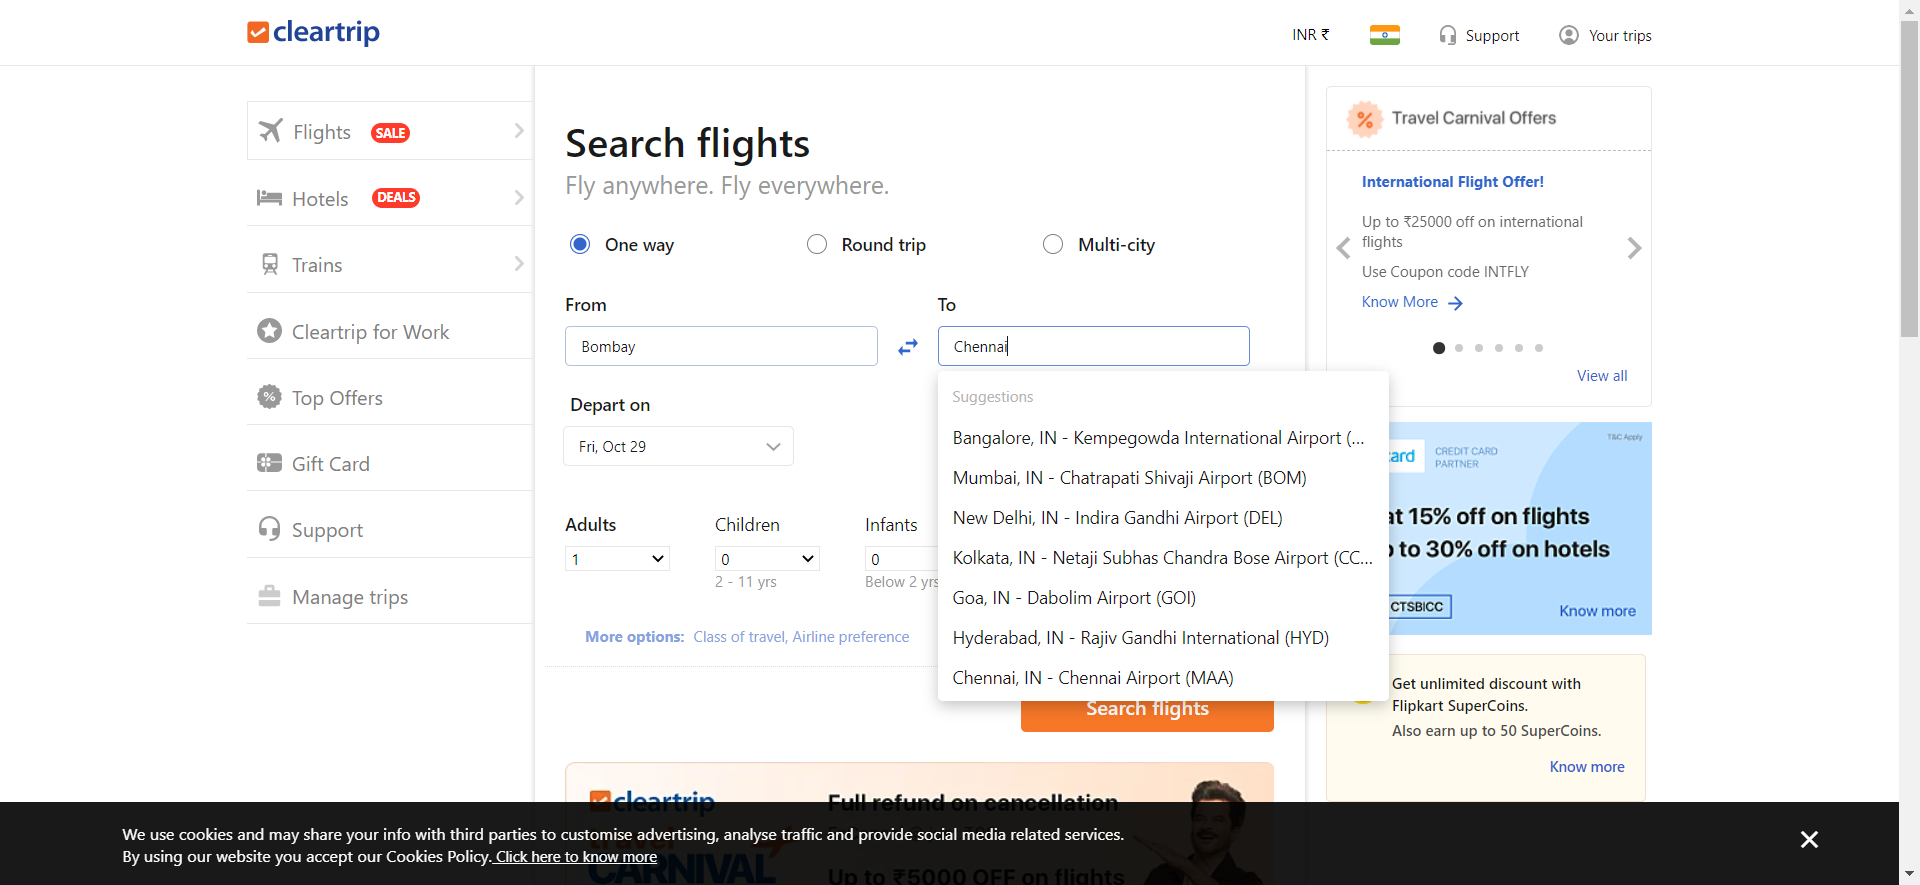 cleartrip
INR ₹
Support
Your trips
Flights SALE
Hotels DEALS
Trains
Cleartrip for Work
Top Offers
Gift Card
Support
Manage trips
Search flights
Fly anywhere. Fly everywhere.
One way
Round trip
Multi-city
From
Bombay
To
Chennai
Suggestions
Bangalore, IN - Kempegowda International Airport (...
Mumbai, IN - Chatrapati Shivaji Airport (BOM)
New Delhi, IN - Indira Gandhi Airport (DEL)
Kolkata, IN - Netaji Subhas Chandra Bose Airport (CC...
Goa, IN - Dabolim Airport (GOI)
Hyderabad, IN - Rajiv Gandhi International (HYD)
Chennai, IN - Chennai Airport (MAA)
Depart on
Fri, Oct 29
Adults
1
Children
0
2 - 11 yrs
Infants
0
Below 2 yrs
More options: Class of travel, Airline preference
Search flights
cleartrip
travel
CARNIVAL
Full refund on cancellation
Up to ₹5000 OFF on flights
Travel Carnival Offers
International Flight Offer!
Up to ₹25000 off on international
flights
Use Coupon code INTFLY
Know More
View all
T&C Apply
card
CREDIT CARD
PARTNER
at 15% off on flights
to 30% off on hotels
CTSBICC
Know more
Get unlimited discount with
Flipkart SuperCoins.
Also earn up to 50 SuperCoins.
Know more
We use cookies and may share your info with third parties to customise advertising, analyse traffic and provide social media related services.
By using our website you accept our Cookies Policy. Click here to know more